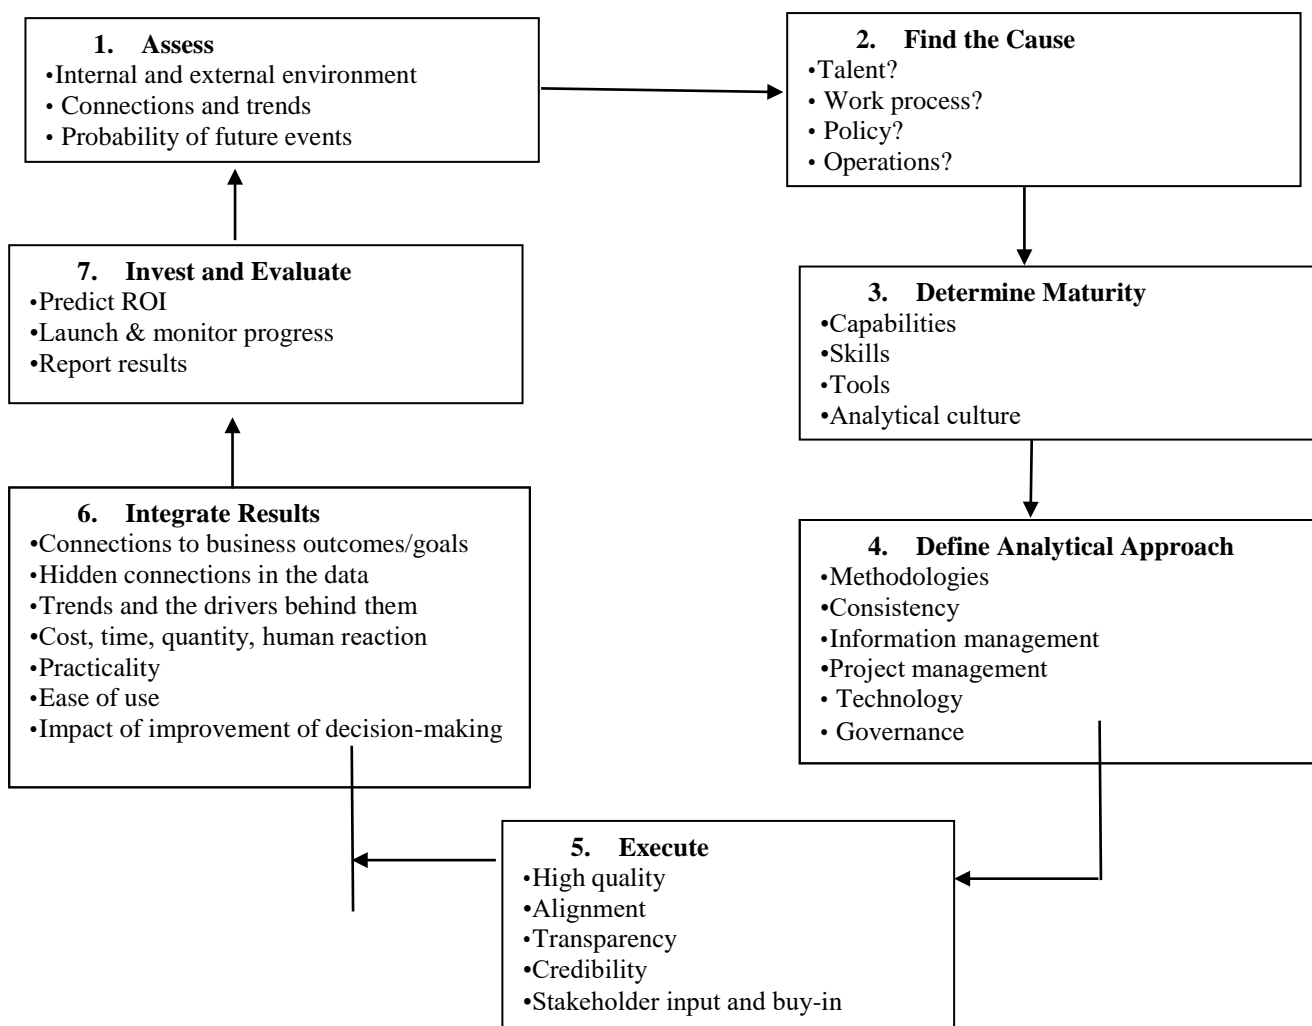 1. Assess
•Internal and external environment
• Connections and trends
• Probability of future events
2. Find the Cause
•Talent?
• Work process?
• Policy?
• Operations?
3. Determine Maturity
•Capabilities
•Skills
•Tools
•Analytical culture
4. Define Analytical Approach
•Methodologies
•Consistency
•Information management
•Project management
• Technology
• Governance
5. Execute
•High quality
•Alignment
•Transparency
•Credibility
•Stakeholder input and buy-in
6. Integrate Results
•Connections to business outcomes/goals
•Hidden connections in the data
•Trends and the drivers behind them
•Cost, time, quantity, human reaction
•Practicality
•Ease of use
•Impact of improvement of decision-making
7. Invest and Evaluate
•Predict ROI
•Launch & monitor progress
•Report results